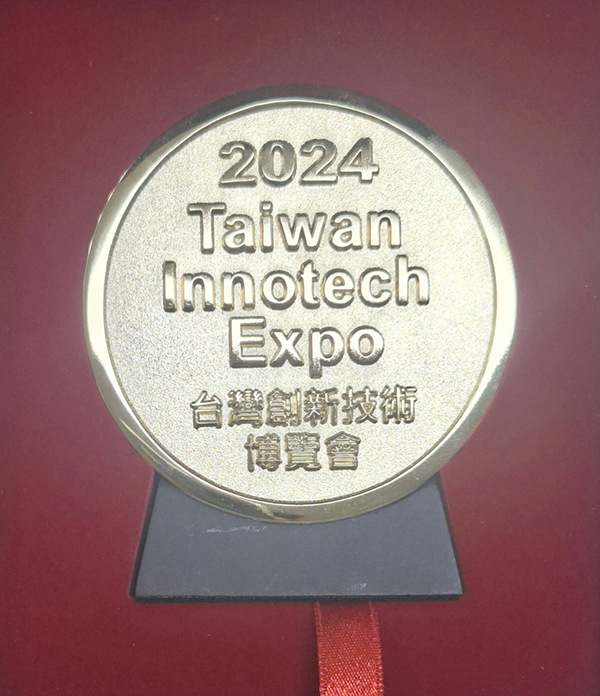 2024
Taiwan
Innotech
Expo
台灣創新技術
博覽會